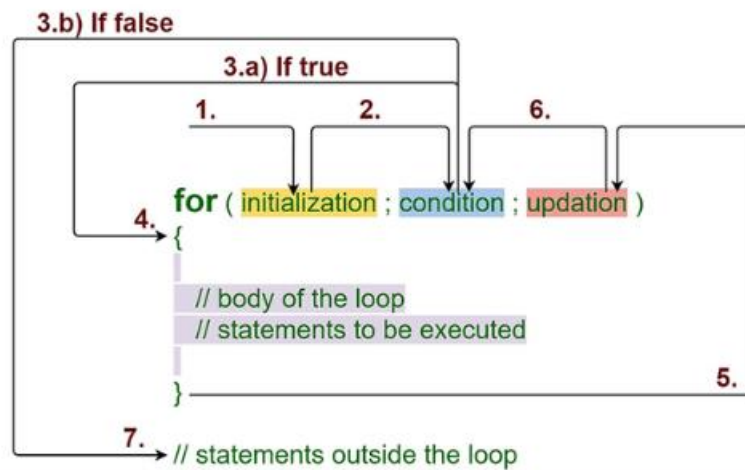 3.b) If false
3.a) If true
1. 2. 6.
for ( initialization ; condition ; updation )
4. {
// body of the loop
// statements to be executed
} 5.
7. // statements outside the loop